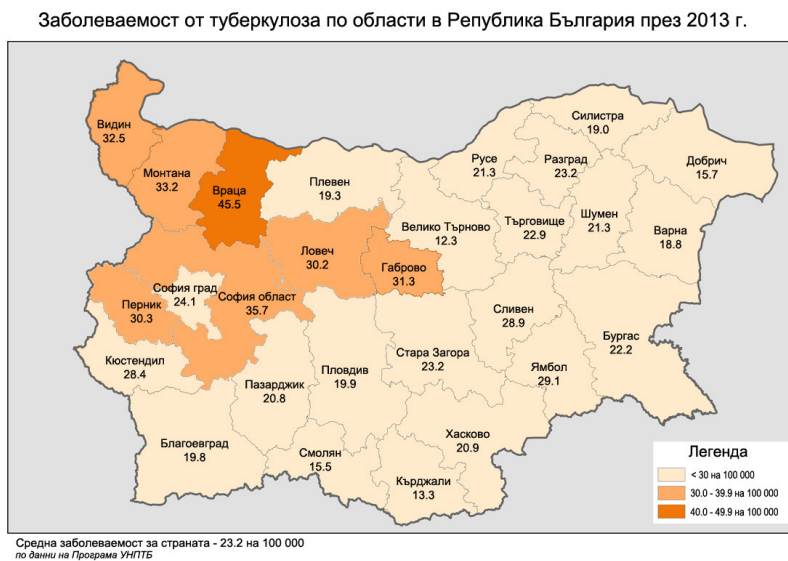 Заболеваемост от туберкулоза по области в Република България през 2013 г.
Видин
32.5
Монтана
33.2
Враца
45.5
Плевен
19.3
Русе
21.3
Силистра
19.0
Разград
23.2
Добрич
15.7
Велико Търново
12.3
Търговище
22.9
Шумен
21.3
Варна
18.8
Ловеч
30.2
Габрово
31.3
София град
24.1
София област
35.7
Перник
30.3
Кюстендил
28.4
Пазарджик
20.8
Пловдив
19.9
Стара Загора
23.2
Сливен
28.9
Ямбол
29.1
Бургас
22.2
Благоевград
19.8
Смолян
15.5
Хасково
20.9
Кърджали
13.3
Легенда
< 30 на 100 000
30.0 - 39.9 на 100 000
40.0 - 49.9 на 100 000
Средна заболеваемост за страната - 23.2 на 100 000
по данни на Програма УНПТБ